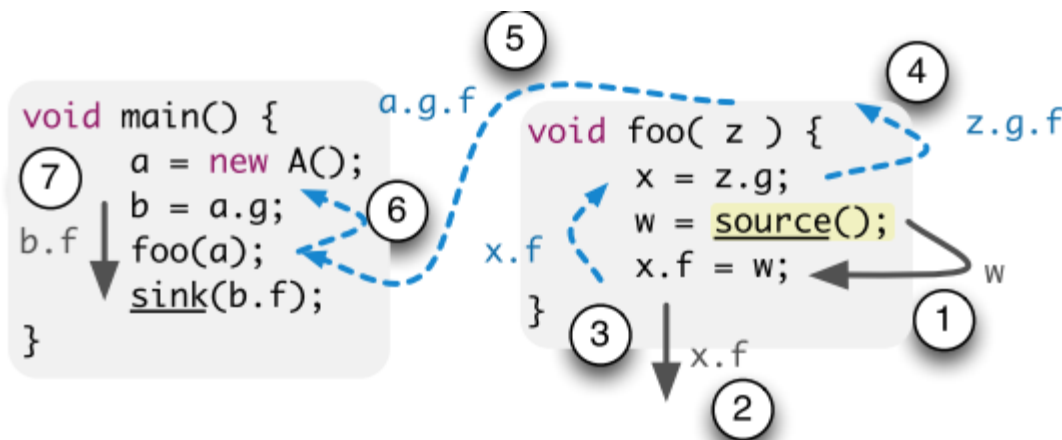 5
4
a.g.f
z.g.f
void main() {
a = new A();
b = a.g;
foo(a);
sink(b.f);
}
7
b.f
6
void foo( z ) {
x = z.g;
w = source();
x.f = w;
}
x.f
w
1
3
x.f
2